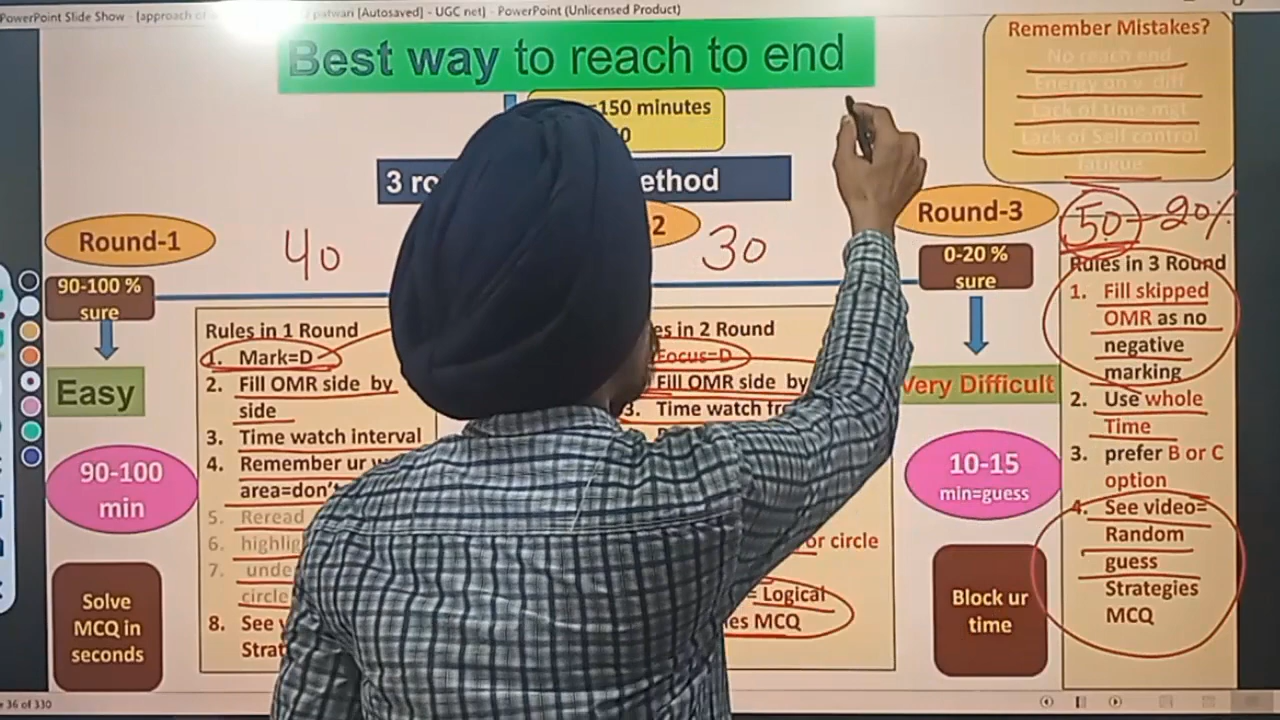 PowerPoint Slide Show - [approach of patwari [Autosaved] - UGC net] - PowerPoint (Unlicensed Product)
Best way to reach to end
=150 minutes
0
3 ro ethod
Remember Mistakes?
No reach end
Energy on v. diff
Lack of time mgt
Lack of Self control
fatigue
Round-1
40
2
30
Round-3
50 - 20%
90-100 %
sure
0-20 %
sure
Easy
Very Difficult
90-100
min
10-15
min=guess
Solve
MCQ in
seconds
Block ur
time
Rules in 1 Round
1. Mark=D
2. Fill OMR side by
side
3. Time watch interval
4. Remember ur w
area=don't
5. Reread
6. highlig
7. unde
circle
8. See v
Strat
es in 2 Round
Focus=D
Fill OMR side by
3. Time watch fr
or circle
= Logical
ies MCQ
Rules in 3 Round
1. Fill skipped
OMR as no
negative
marking
2. Use whole
Time
3. prefer B or C
option
4. See video=
Random
guess
Strategies
MCQ
36 of 330